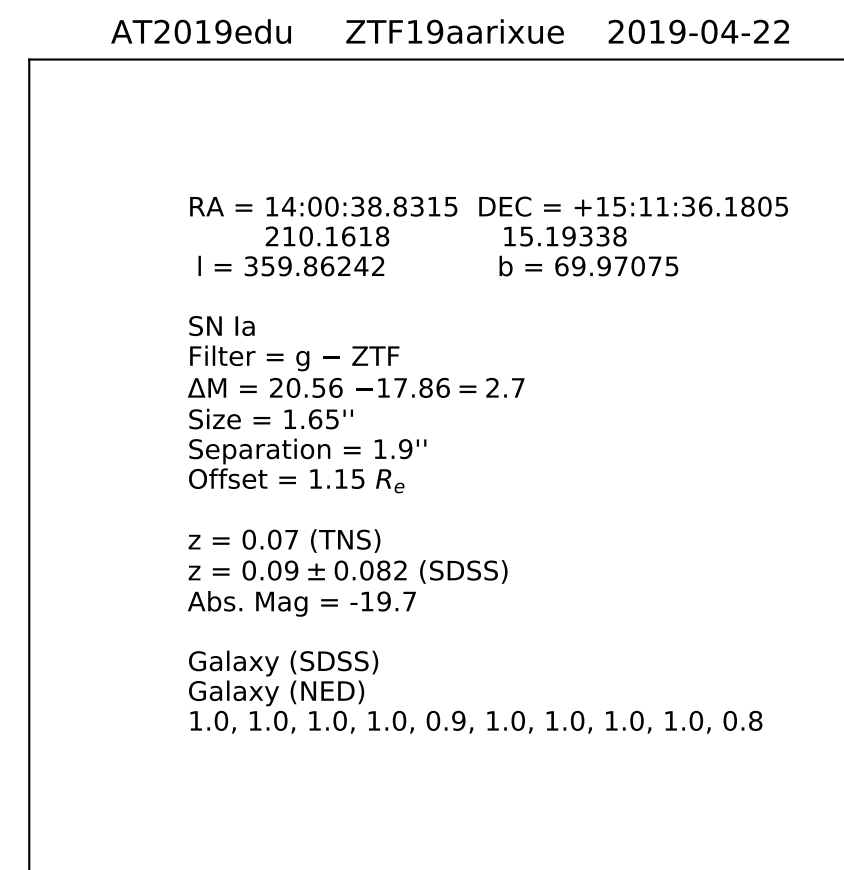 AT2019edu ZTF19aarixue 2019-04-22
RA = 14:00:38.8315 DEC = +15:11:36.1805
210.1618 15.19338
l = 359.86242 b = 69.97075
SN Ia
Filter = g − ZTF
ΔM = 20.56 −17.86 = 2.7
Size = 1.65''
Separation = 1.9''
Offset = 1.15 Re
z = 0.07 (TNS)
z = 0.09 ± 0.082 (SDSS)
Abs. Mag = -19.7
Galaxy (SDSS)
Galaxy (NED)
1.0, 1.0, 1.0, 1.0, 0.9, 1.0, 1.0, 1.0, 1.0, 0.8